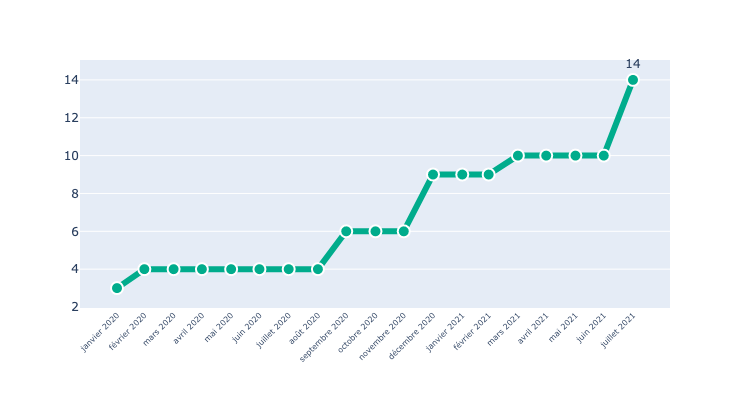 14
14
12
10
8
6
4
2
janvier 2020
février 2020
mars 2020
avril 2020
mai 2020
juin 2020
juillet 2020
août 2020
septembre 2020
octobre 2020
novembre 2020
décembre 2020
janvier 2021
février 2021
mars 2021
avril 2021
mai 2021
juin 2021
juillet 2021